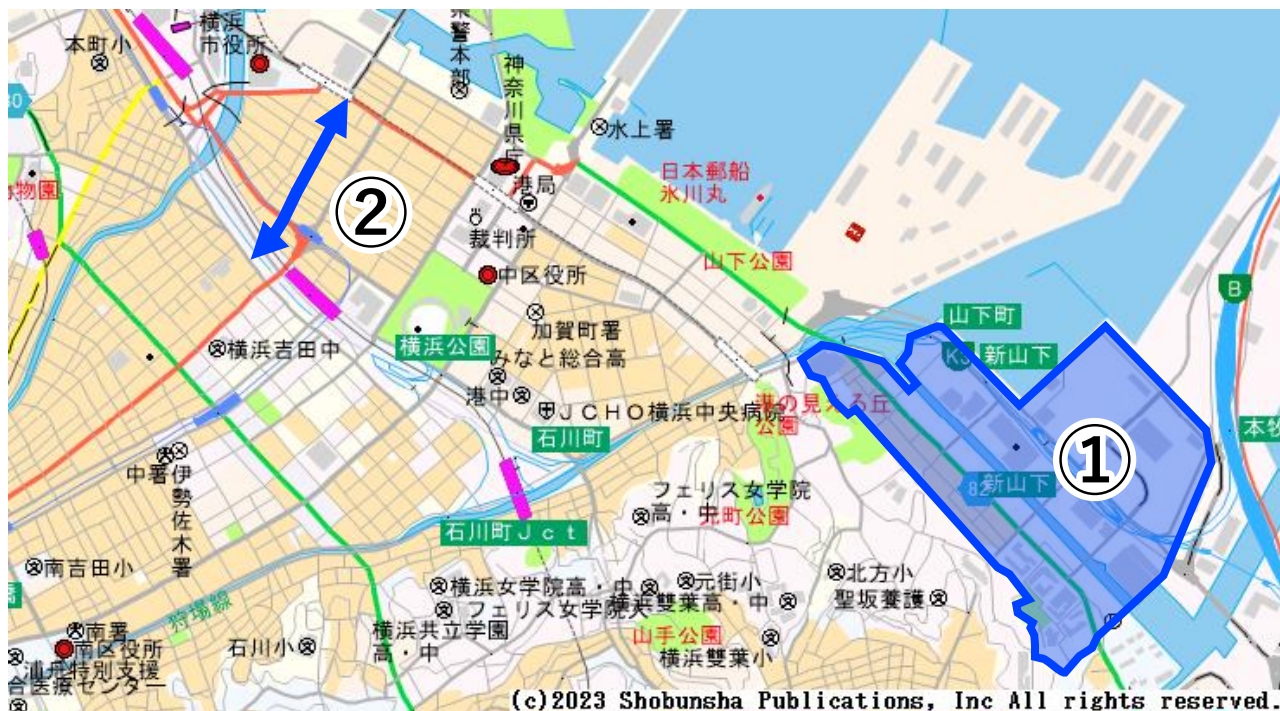 横浜
市役所
本町小
県警本部
神奈川県庁
水上署
日本郵船
氷川丸
港局
裁判所
②
物園
中区役所
山下公園
B
山下町
加賀町署
新山下
横浜公園
みなと総合高
横浜吉田中
港中
JCHO横浜中央病院
港の見える丘
公園
石川町
本牧
①
82
新山下
中署
伊勢佐木署
フェリス女学院
高・中
元町公園
石川町Jct
南吉田小
横浜女学院高・中
元街小
北方小
フェリス女学院大
横浜雙葉高・中
聖坂養護
狩場線
南署
南区役所
石川小
横浜共立学園
高・中
山手公園
横浜雙葉小
(c)2023 Shobunsha Publications, Inc All rights reserved.